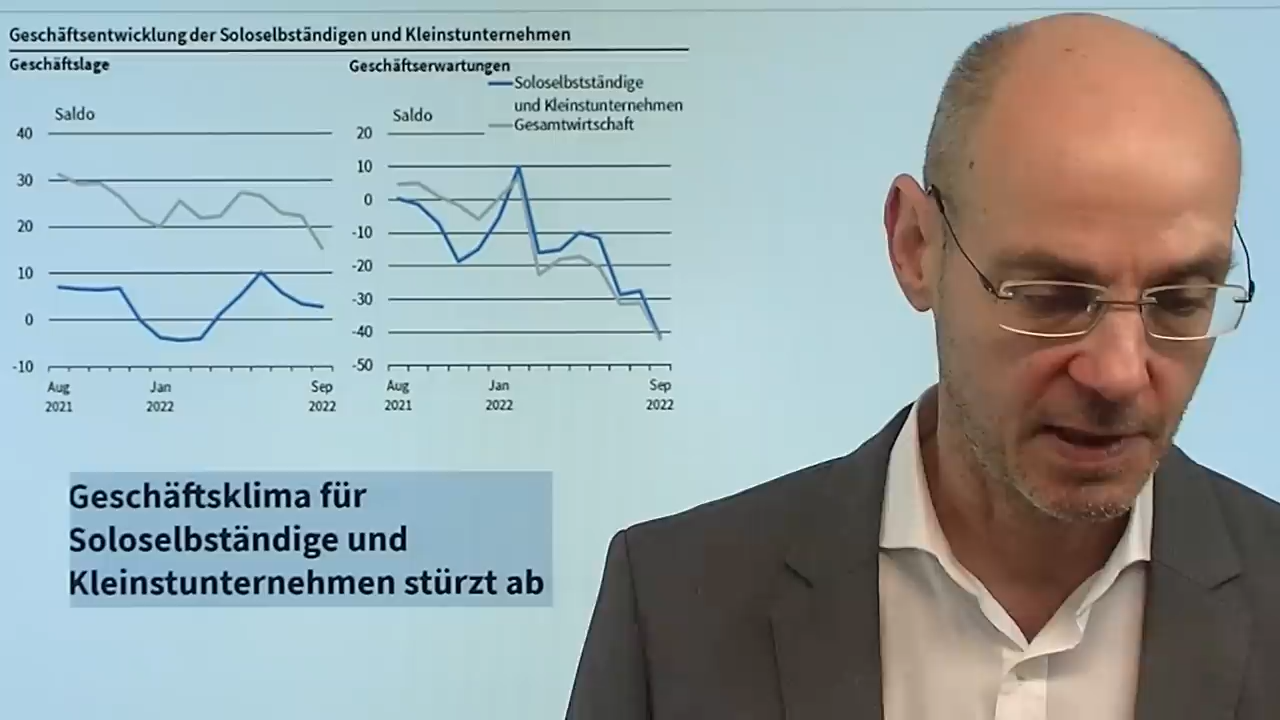 Geschäftsentwicklung der Soloselbständigen und Kleinstunternehmen
Geschäftslage
Saldo
40
30
20
10
0
-10
Aug
2021
Jan
2022
Sep
2022
Geschäftserwartungen
Soloselbstständige
und Kleinstunternehmen
Gesamtwirtschaft
Saldo
20
10
0
-10
-20
-30
-40
-50
Aug
2021
Jan
2022
Sep
2022
Geschäftsklima für
Soloselbständige und
Kleinstunternehmen stürzt ab